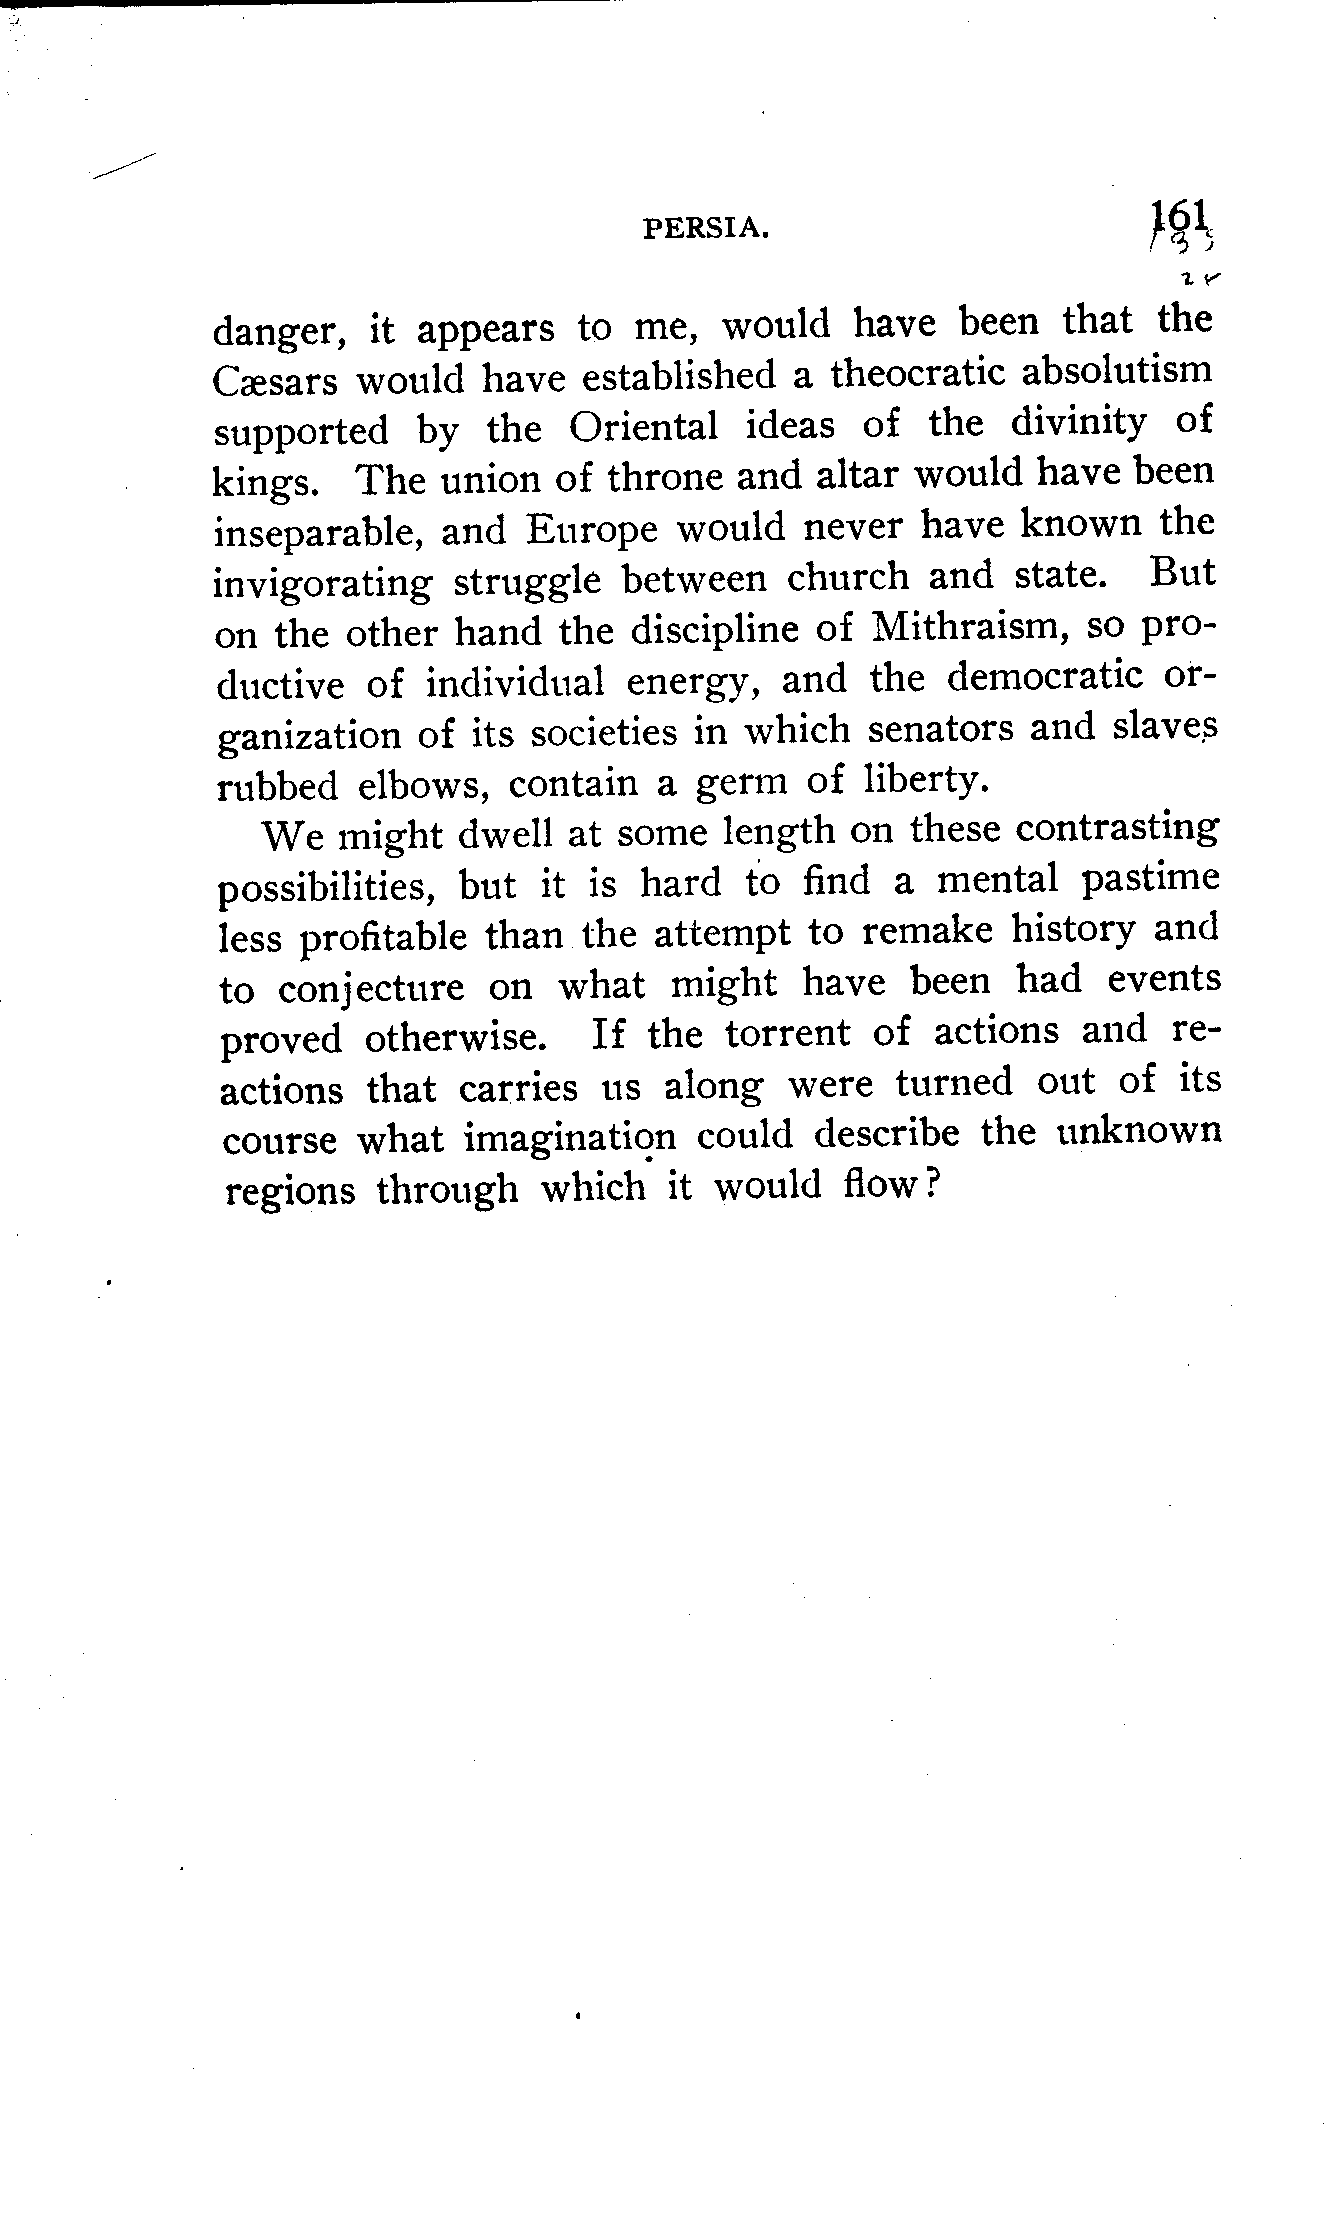 PERSIA. 161
danger, it appears to me, would have been that the
Cæsars would have established a theocratic absolutism
supported by the Oriental ideas of the divinity of
kings. The union of throne and altar would have been
inseparable, and Europe would never have known the
invigorating struggle between church and state. But
on the other hand the discipline of Mithraism, so pro-
ductive of individual energy, and the democratic or-
ganization of its societies in which senators and slaves
rubbed elbows, contain a germ of liberty.
We might dwell at some length on these contrasting
possibilities, but it is hard to find a mental pastime
less profitable than the attempt to remake history and
to conjecture on what might have been had events
proved otherwise. If the torrent of actions and re-
actions that carries us along were turned out of its
course what imagination could describe the unknown
regions through which it would flow?